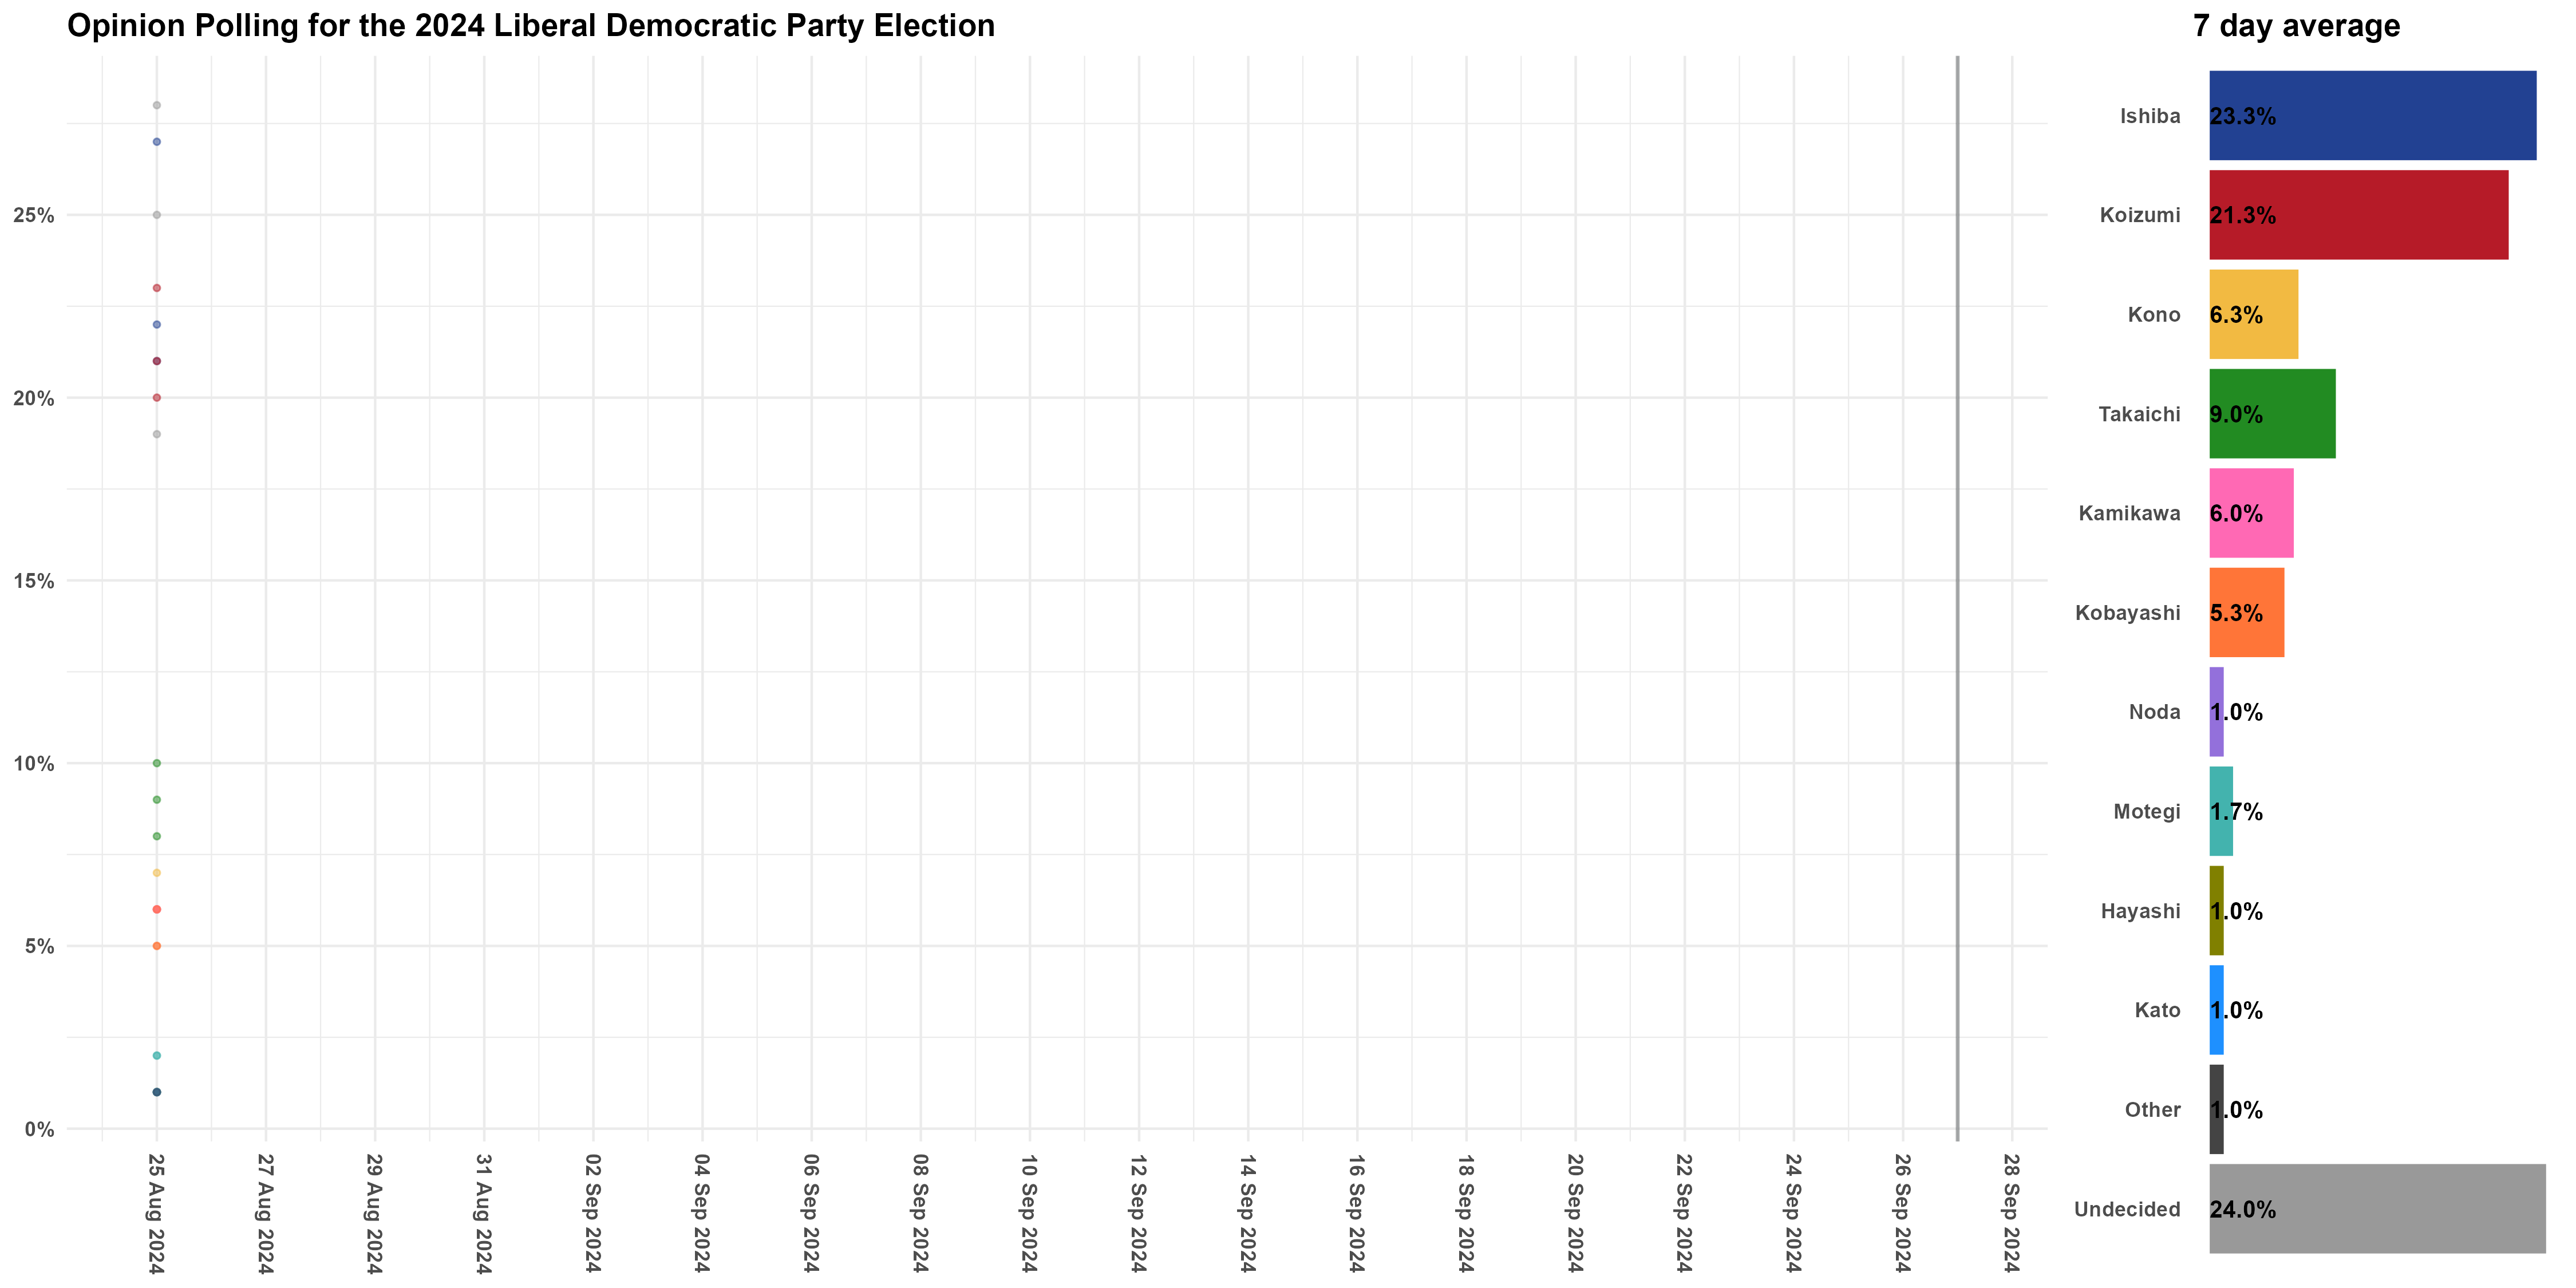 Opinion Polling for the 2024 Liberal Democratic Party Election
25%
20%
15%
10%
5%
0%
25 Aug 2024
27 Aug 2024
29 Aug 2024
31 Aug 2024
02 Sep 2024
04 Sep 2024
06 Sep 2024
08 Sep 2024
10 Sep 2024
12 Sep 2024
14 Sep 2024
16 Sep 2024
18 Sep 2024
20 Sep 2024
22 Sep 2024
24 Sep 2024
26 Sep 2024
28 Sep 2024
7 day average
Ishiba 23.3%
Koizumi 21.3%
Kono 6.3%
Takaichi 9.0%
Kamikawa 6.0%
Kobayashi 5.3%
Noda 1.0%
Motegi 1.7%
Hayashi 1.0%
Kato 1.0%
Other 1.0%
Undecided 24.0%